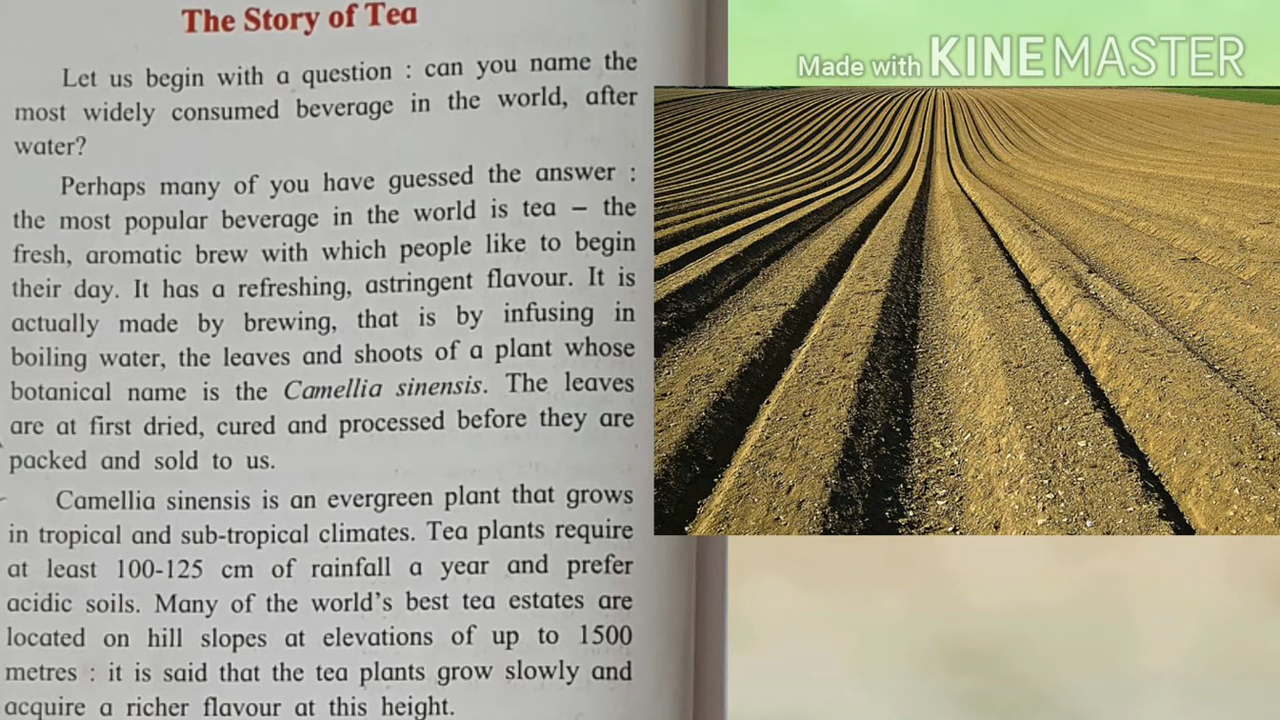 The Story of Tea
Let us begin with a question : can you name the
most widely consumed beverage in the world, after
water?
Perhaps many of you have guessed the answer :
the most popular beverage in the world is tea – the
fresh, aromatic brew with which people like to begin
their day. It has a refreshing, astringent flavour. It is
actually made by brewing, that is by infusing in
boiling water, the leaves and shoots of a plant whose
botanical name is the Camellia sinensis. The leaves
are at first dried, cured and processed before they are
packed and sold to us.
Camellia sinensis is an evergreen plant that grows
in tropical and sub-tropical climates. Tea plants require
at least 100-125 cm of rainfall a year and prefer
acidic soils. Many of the world's best tea estates are
located on hill slopes at elevations of up to 1500
metres : it is said that the tea plants grow slowly and
acquire a richer flavour at this height.
Made with KINEMASTER